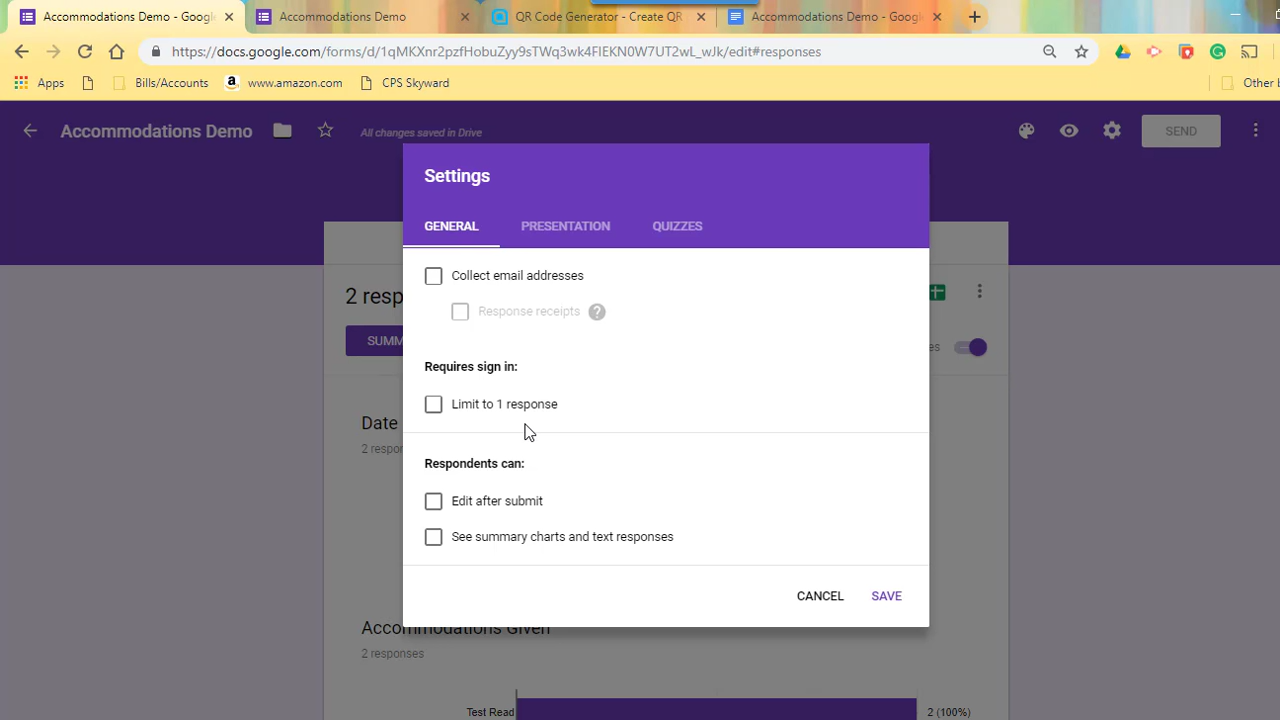 Accommodations Demo - Google
Accommodations Demo
QR Code Generator - Create QR
Accommodations Demo - Googl
https://docs.google.com/forms/d/1qMKXnr2pzfHobuZyy9sTWq3wk4FlEKN0W7UT2wL_wJk/edit#responses
Apps
Bills/Accounts
www.amazon.com
CPS Skyward
Other b
Accommodations Demo
All changes saved in Drive
SEND
Settings
GENERAL
PRESENTATION
QUIZZES
Collect email addresses
2 resp
Response receipts
SUMM
es
Requires sign in:
Limit to 1 response
Date
2 respor
Respondents can:
Edit after submit
See summary charts and text responses
CANCEL
SAVE
Accommodations Given
2 responses
Test Read
2 (100%)